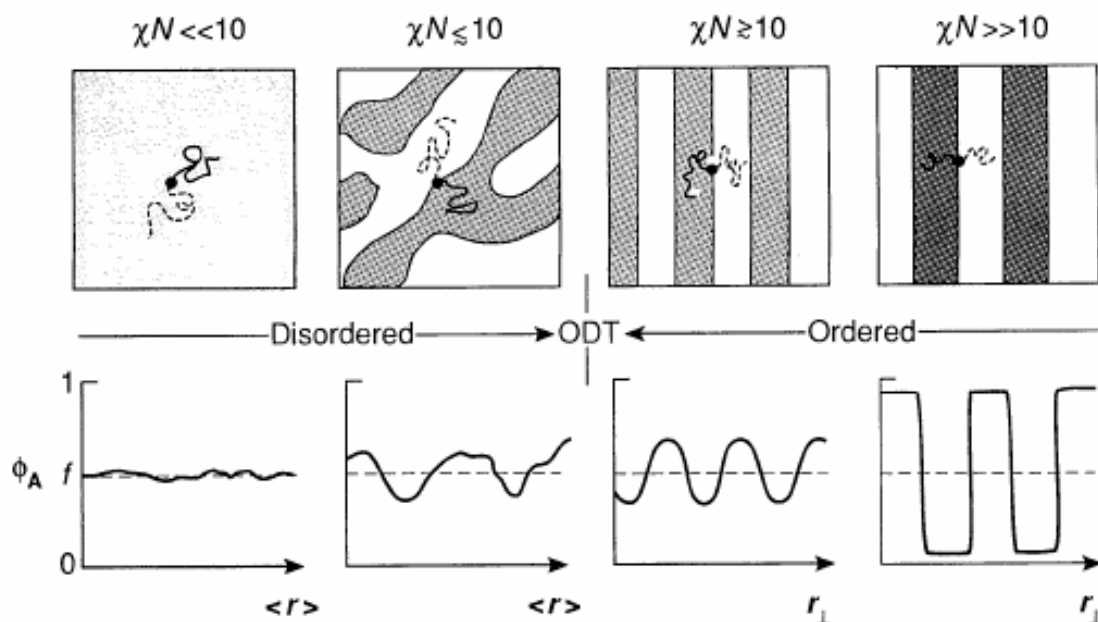 χN <<10 χN ≲ 10 χN ≳ 10 χN >>10
Disordered ODT Ordered
1
ϕA f
0
<r> <r> r⊥ r⊥